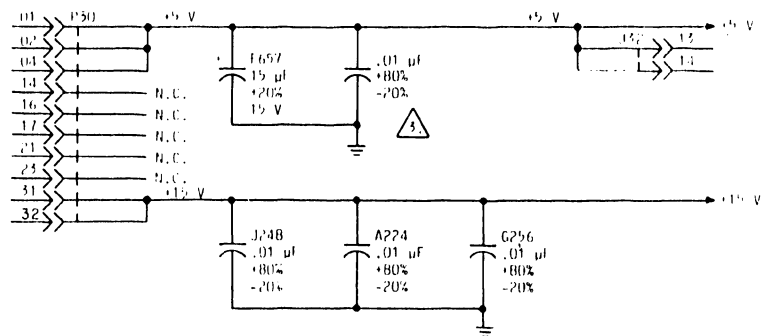 01 P30 +5 V +5 V +5 V
02 J32 13
04 14
F657 .01 µF
15 µF +80%
+20% -20%
15 V
3.
14 N.C.
16 N.C.
17 N.C.
21 N.C.
23 N.C.
31 +15 V +15 V
32
J248 A224 G256
.01 µF .01 µF .01 µF
+80% +80% +80%
-20% -20% -20%